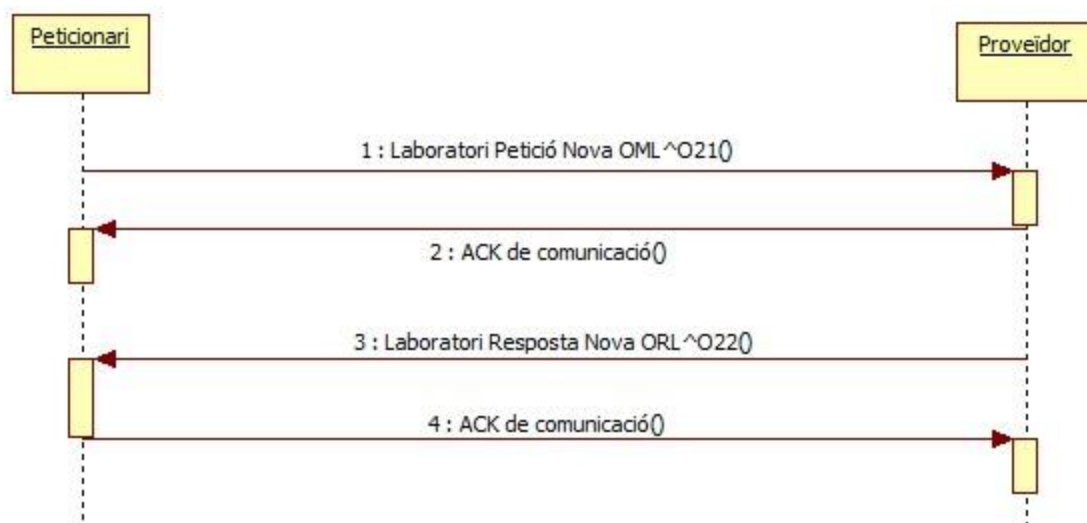 Peticionari
Proveïdor
1 : Laboratori Petició Nova OML^O21()
2 : ACK de comunicació()
3 : Laboratori Resposta Nova ORL^O22()
4 : ACK de comunicació()